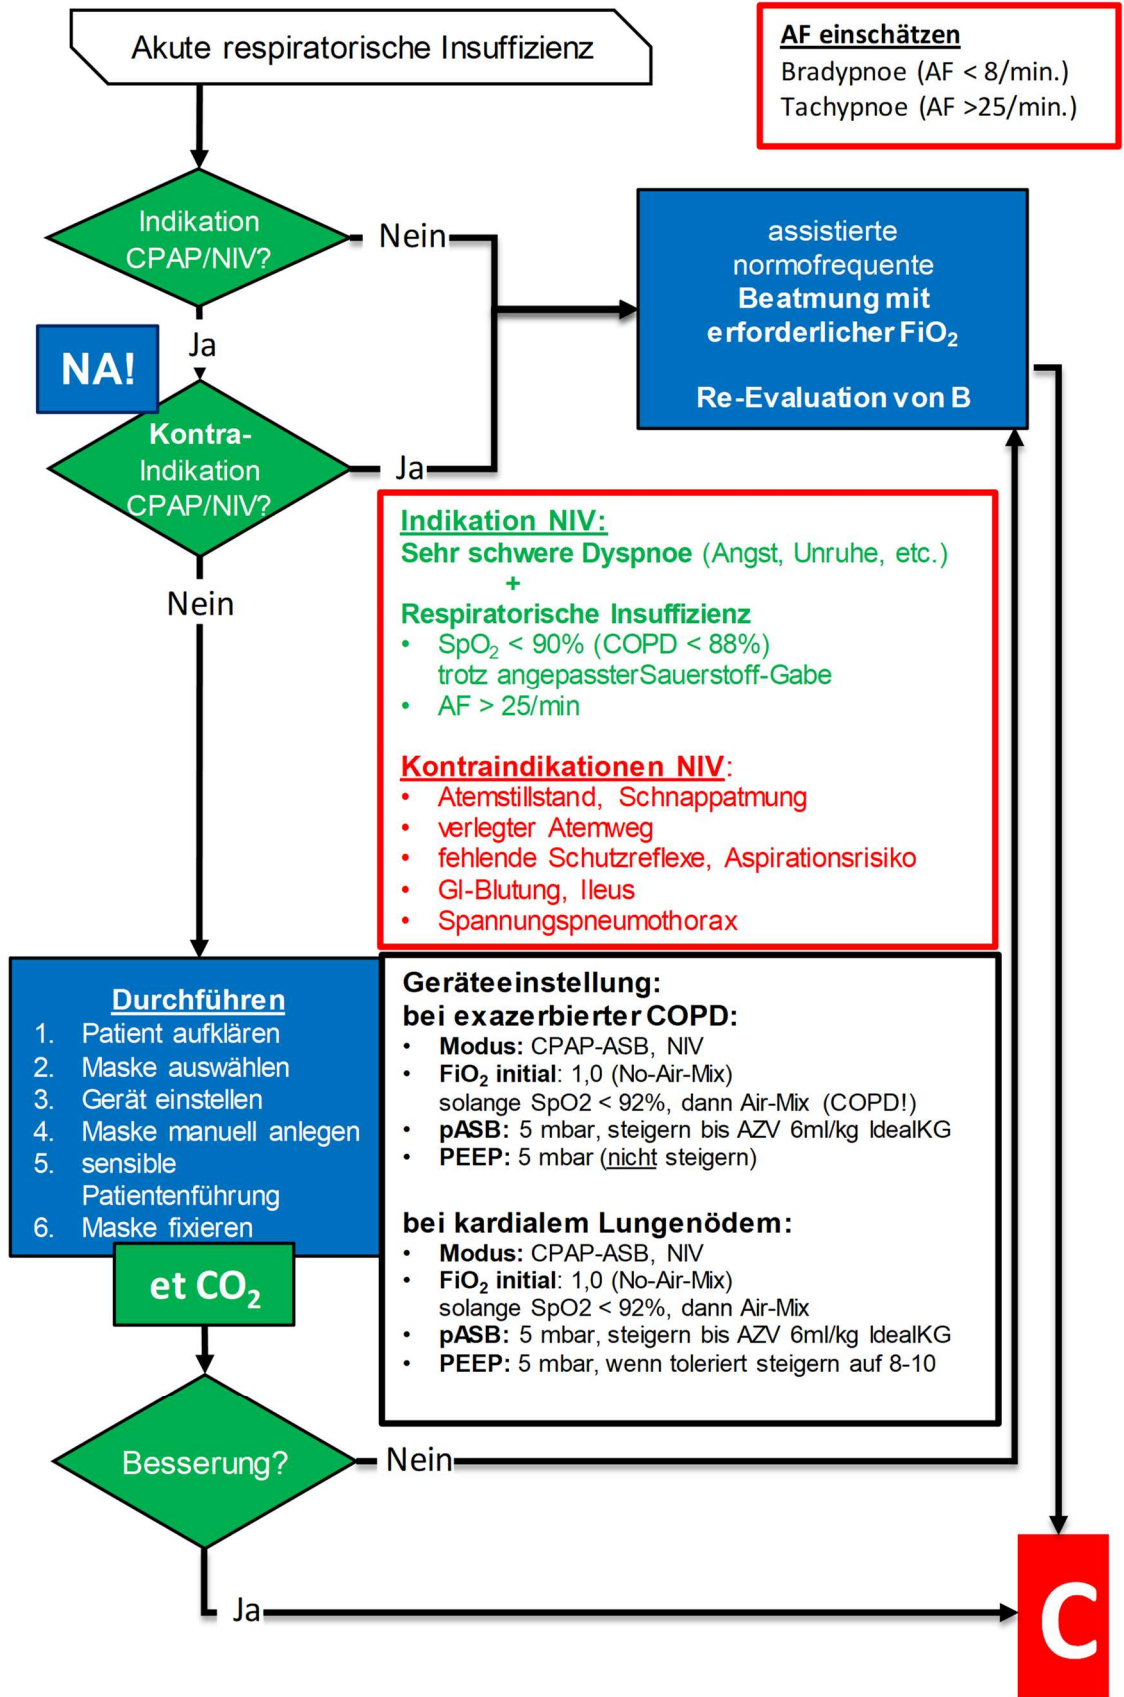 Akute respiratorische Insuffizienz
AF einschätzen
Bradypnoe (AF < 8/min.)
Tachypnoe (AF >25/min.)
Indikation
CPAP/NIV?
Nein
Ja
NA!
Kontra-
Indikation
CPAP/NIV?
Ja
Nein
assistierte
normofrequente
Beatmung mit
erforderlicher FiO₂
Re-Evaluation von B
Indikation NIV:
Sehr schwere Dyspnoe (Angst, Unruhe, etc.)
+
Respiratorische Insuffizienz
• SpO₂ < 90% (COPD < 88%)
trotz angepassterSauerstoff-Gabe
• AF > 25/min
Kontraindikationen NIV:
• Atemstillstand, Schnappatmung
• verlegter Atemweg
• fehlende Schutzreflexe, Aspirationsrisiko
• GI-Blutung, Ileus
• Spannungspneumothorax
Durchführen
1. Patient aufklären
2. Maske auswählen
3. Gerät einstellen
4. Maske manuell anlegen
5. sensible
Patientenführung
6. Maske fixieren
et CO₂
Geräteeinstellung:
bei exazerbierter COPD:
• Modus: CPAP-ASB, NIV
• FiO₂ initial: 1,0 (No-Air-Mix)
solange SpO2 < 92%, dann Air-Mix (COPD!)
• pASB: 5 mbar, steigern bis AZV 6ml/kg IdealKG
• PEEP: 5 mbar (nicht steigern)
bei kardialem Lungenödem:
• Modus: CPAP-ASB, NIV
• FiO₂ initial: 1,0 (No-Air-Mix)
solange SpO2 < 92%, dann Air-Mix
• pASB: 5 mbar, steigern bis AZV 6ml/kg IdealKG
• PEEP: 5 mbar, wenn toleriert steigern auf 8-10
Besserung?
Nein
Ja
C